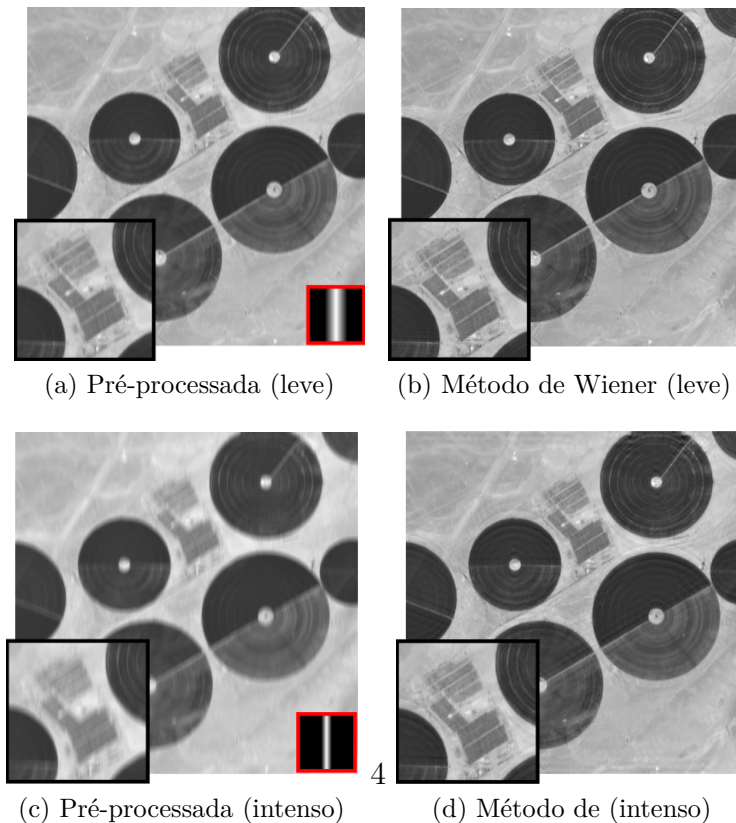 (a) Pré-processada (leve)
(b) Método de Wiener (leve)
4
(c) Pré-processada (intenso)
(d) Método de (intenso)